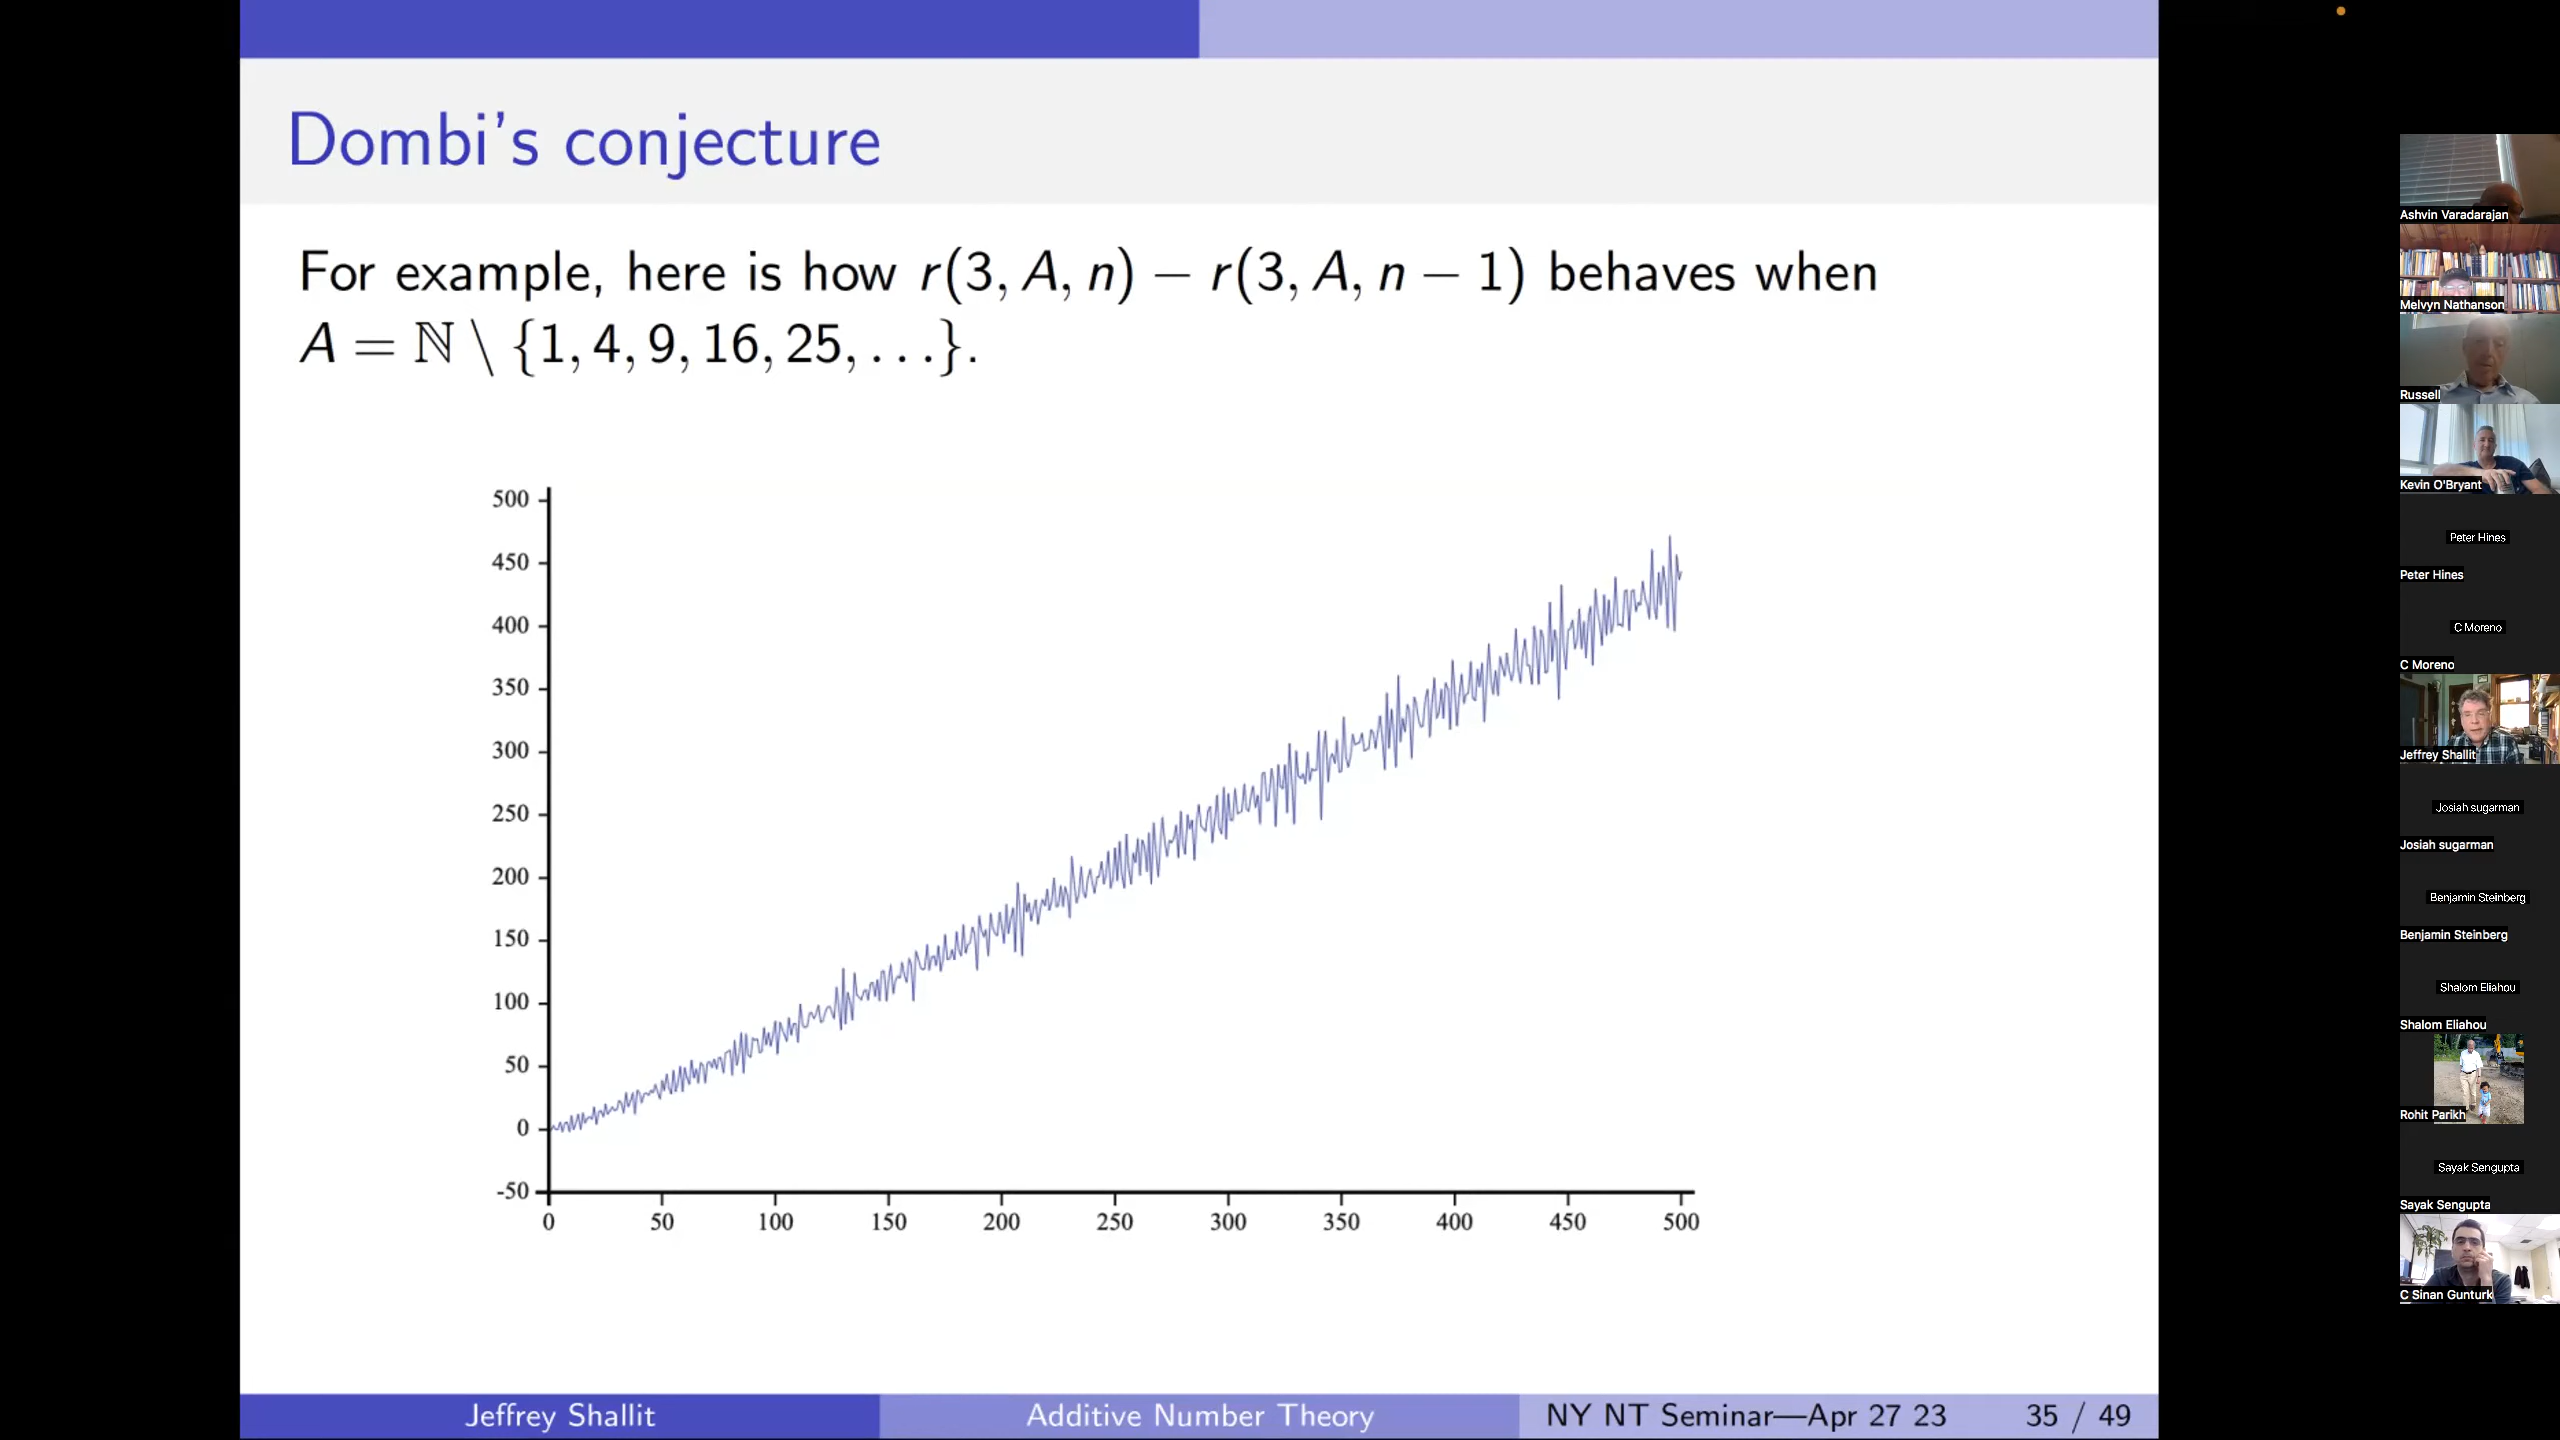 Dombi's conjecture
For example, here is how r(3, A, n) − r(3, A, n − 1) behaves when
A = ℕ \ {1, 4, 9, 16, 25, . . .}.
500
450
400
350
300
250
200
150
100
50
0
-50
0 50 100 150 200 250 300 350 400 450 500
Jeffrey Shallit Additive Number Theory NY NT Seminar—Apr 27 23 35 / 49
Ashvin Varadarajan
Melvyn Nathanson
Russell
Kevin O'Bryant
Peter Hines
Peter Hines
C Moreno
C Moreno
Jeffrey Shallit
Josiah sugarman
Josiah sugarman
Benjamin Steinberg
Benjamin Steinberg
Shalom Eliahou
Shalom Eliahou
Rohit Parikh
Sayak Sengupta
Sayak Sengupta
C Sinan Gunturk